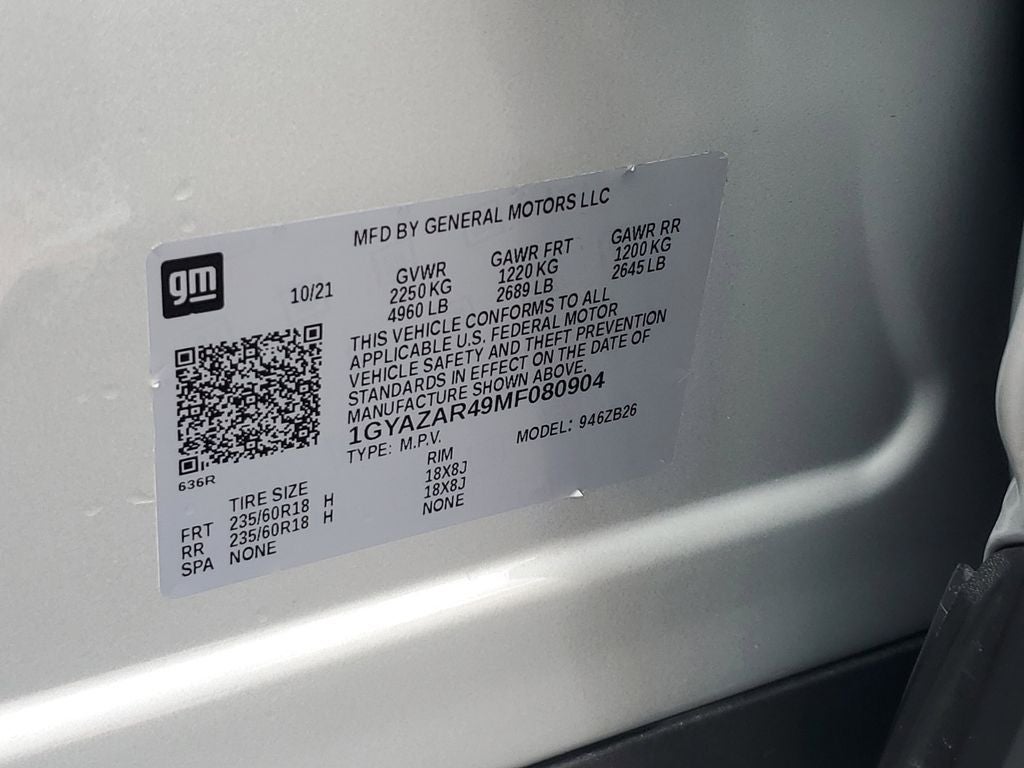 MFD BY GENERAL MOTORS LLC
gm
10/21
GVWR GAWR FRT GAWR RR
2250 KG 1220 KG 1200 KG
4960 LB 2689 LB 2645 LB
THIS VEHICLE CONFORMS TO ALL
APPLICABLE U.S. FEDERAL MOTOR
VEHICLE SAFETY AND THEFT PREVENTION
STANDARDS IN EFFECT ON THE DATE OF
MANUFACTURE SHOWN ABOVE.
1GYAZAR49MF080904
TYPE: M.P.V. MODEL: 946ZB26
636R
TIRE SIZE RIM
FRT 235/60R18 H 18X8J
RR 235/60R18 H 18X8J
SPA NONE NONE